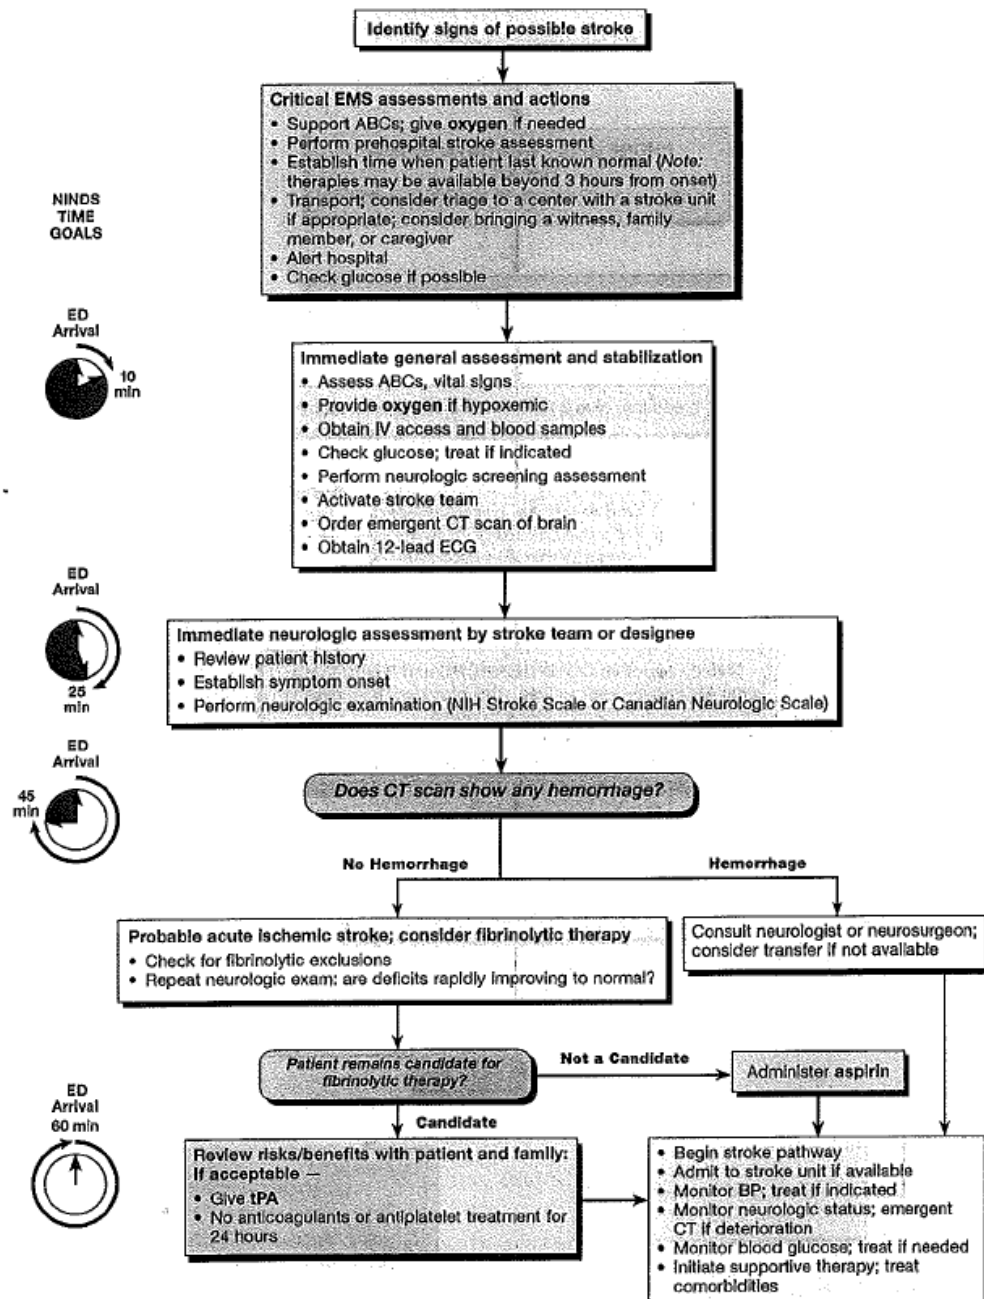 Identify signs of possible stroke
Critical EMS assessments and actions
• Support ABCs; give oxygen if needed
• Perform prehospital stroke assessment
• Establish time when patient last known normal (Note:
therapies may be available beyond 3 hours from onset)
• Transport; consider triage to a center with a stroke unit
if appropriate; consider bringing a witness, family
member, or caregiver
• Alert hospital
• Check glucose if possible
NINDS
TIME
GOALS
ED
Arrival
10
min
Immediate general assessment and stabilization
• Assess ABCs, vital signs
• Provide oxygen if hypoxemic
• Obtain IV access and blood samples
• Check glucose; treat if indicated
• Perform neurologic screening assessment
• Activate stroke team
• Order emergent CT scan of brain
• Obtain 12-lead ECG
ED
Arrival
25
min
Immediate neurologic assessment by stroke team or designee
• Review patient history
• Establish symptom onset
• Perform neurologic examination (NIH Stroke Scale or Canadian Neurologic Scale)
ED
Arrival
45
min
Does CT scan show any hemorrhage?
No Hemorrhage
Hemorrhage
Probable acute ischemic stroke; consider fibrinolytic therapy
• Check for fibrinolytic exclusions
• Repeat neurologic exam: are deficits rapidly improving to normal?
Consult neurologist or neurosurgeon;
consider transfer if not available
Patient remains candidate for
fibrinolytic therapy?
Not a Candidate
Administer aspirin
Candidate
ED
Arrival
60 min
Review risks/benefits with patient and family:
If acceptable —
• Give tPA
• No anticoagulants or antiplatelet treatment for
24 hours
• Begin stroke pathway
• Admit to stroke unit if available
• Monitor BP; treat if indicated
• Monitor neurologic status; emergent
CT if deterioration
• Monitor blood glucose; treat if needed
• Initiate supportive therapy; treat
comorbidities